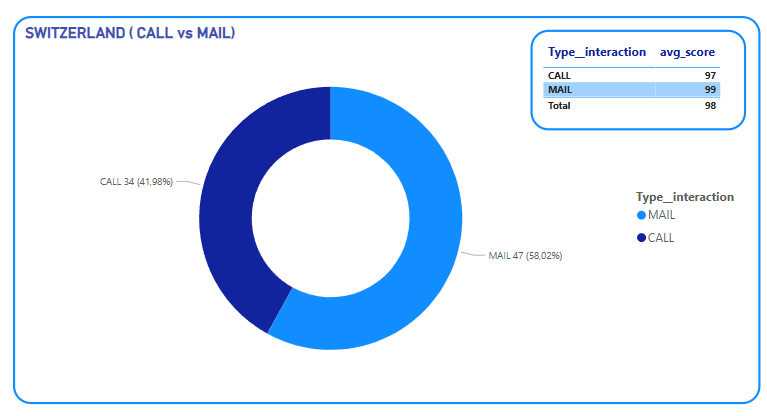 SWITZERLAND ( CALL vs MAIL)
Type__interaction avg_score
CALL 97
MAIL 99
Total 98
CALL 34 (41,98%)
MAIL 47 (58,02%)
Type__interaction
MAIL
CALL